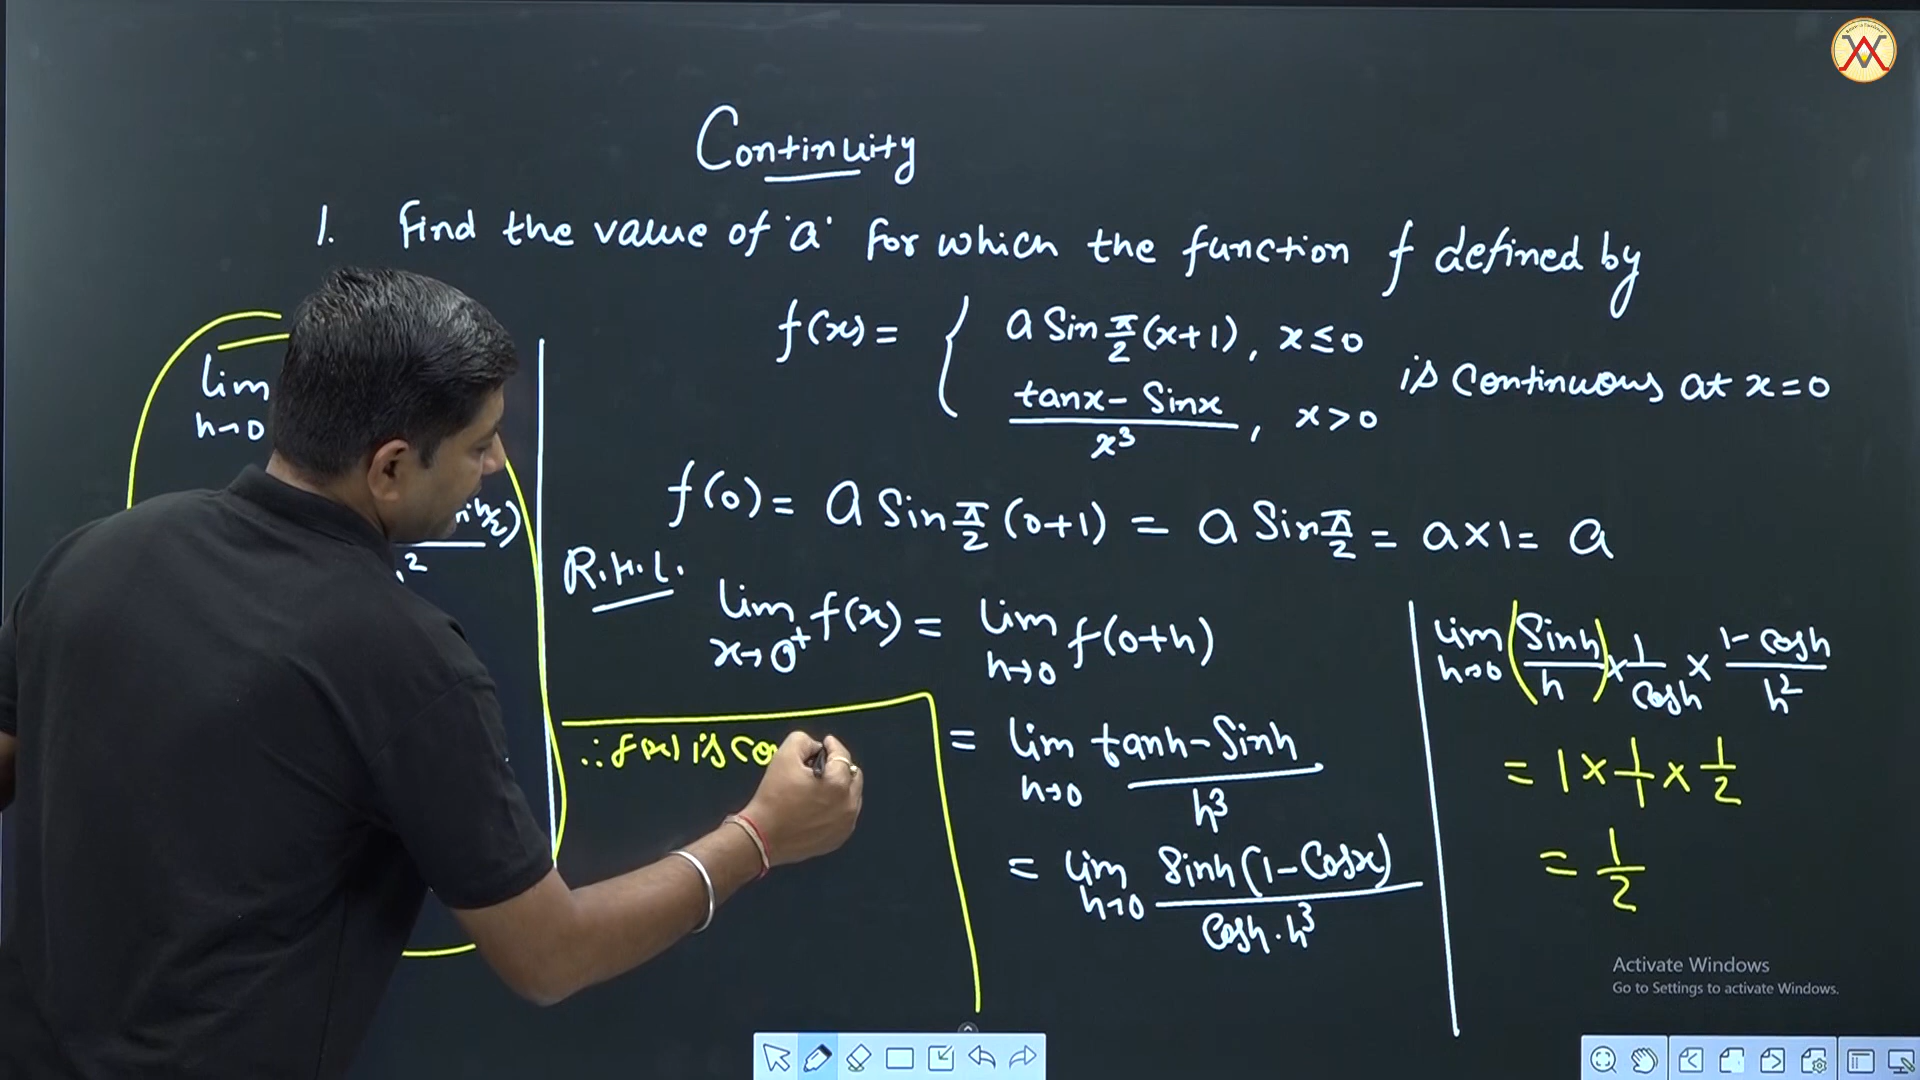 Continuity
1. Find the value of 'a' for which the function f defined by
f(x) = { a Sin π/2 (x+1), x ≤ 0
tanx - Sinx / x³, x > 0
is continuous at x = 0
f(0) = a Sin π/2 (0+1) = a Sin π/2 = a × 1 = a
lim h→0
R.H.L.
lim x→0⁺ f(x) = lim h→0 f(0+h)
= lim h→0 tanh - Sinh / h³
= lim h→0 Sinh (1 - Cosx) / Cosh . h³
lim h→0 (Sinh / h) × 1 / Cosh × 1 - cosh / h²
= 1 × 1/1 × 1/2
= 1/2
∴ f(x) is co
Activate Windows
Go to Settings to activate Windows.